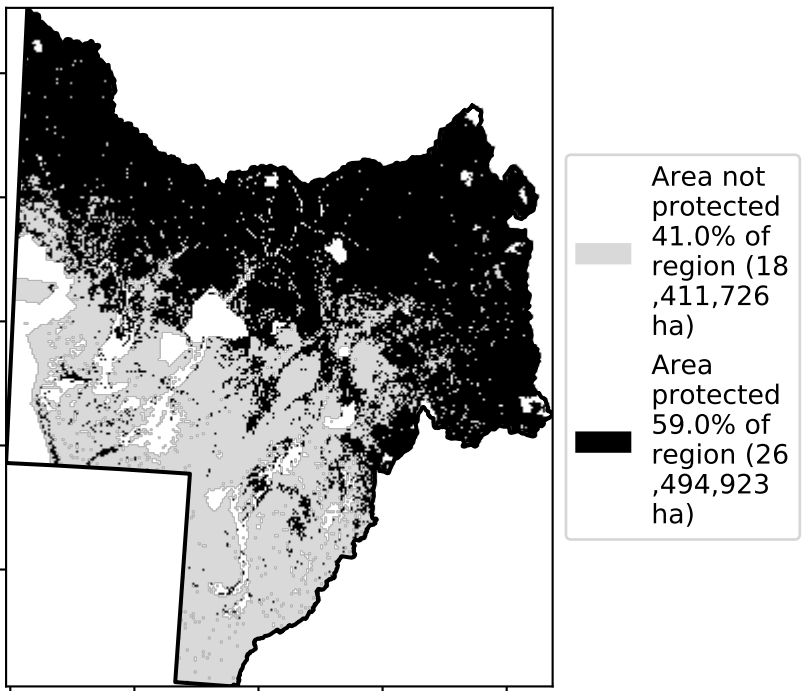 Area not
protected
41.0% of
region (18
,411,726
ha)
Area
protected
59.0% of
region (26
,494,923
ha)